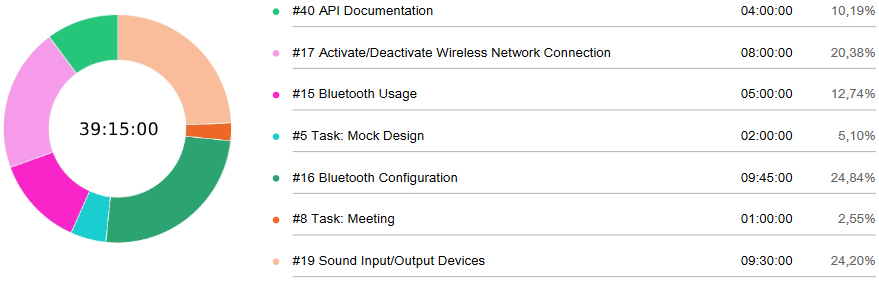 #40 API Documentation 04:00:00 10,19%
#17 Activate/Deactivate Wireless Network Connection 08:00:00 20,38%
#15 Bluetooth Usage 05:00:00 12,74%
39:15:00
#5 Task: Mock Design 02:00:00 5,10%
#16 Bluetooth Configuration 09:45:00 24,84%
#8 Task: Meeting 01:00:00 2,55%
#19 Sound Input/Output Devices 09:30:00 24,20%